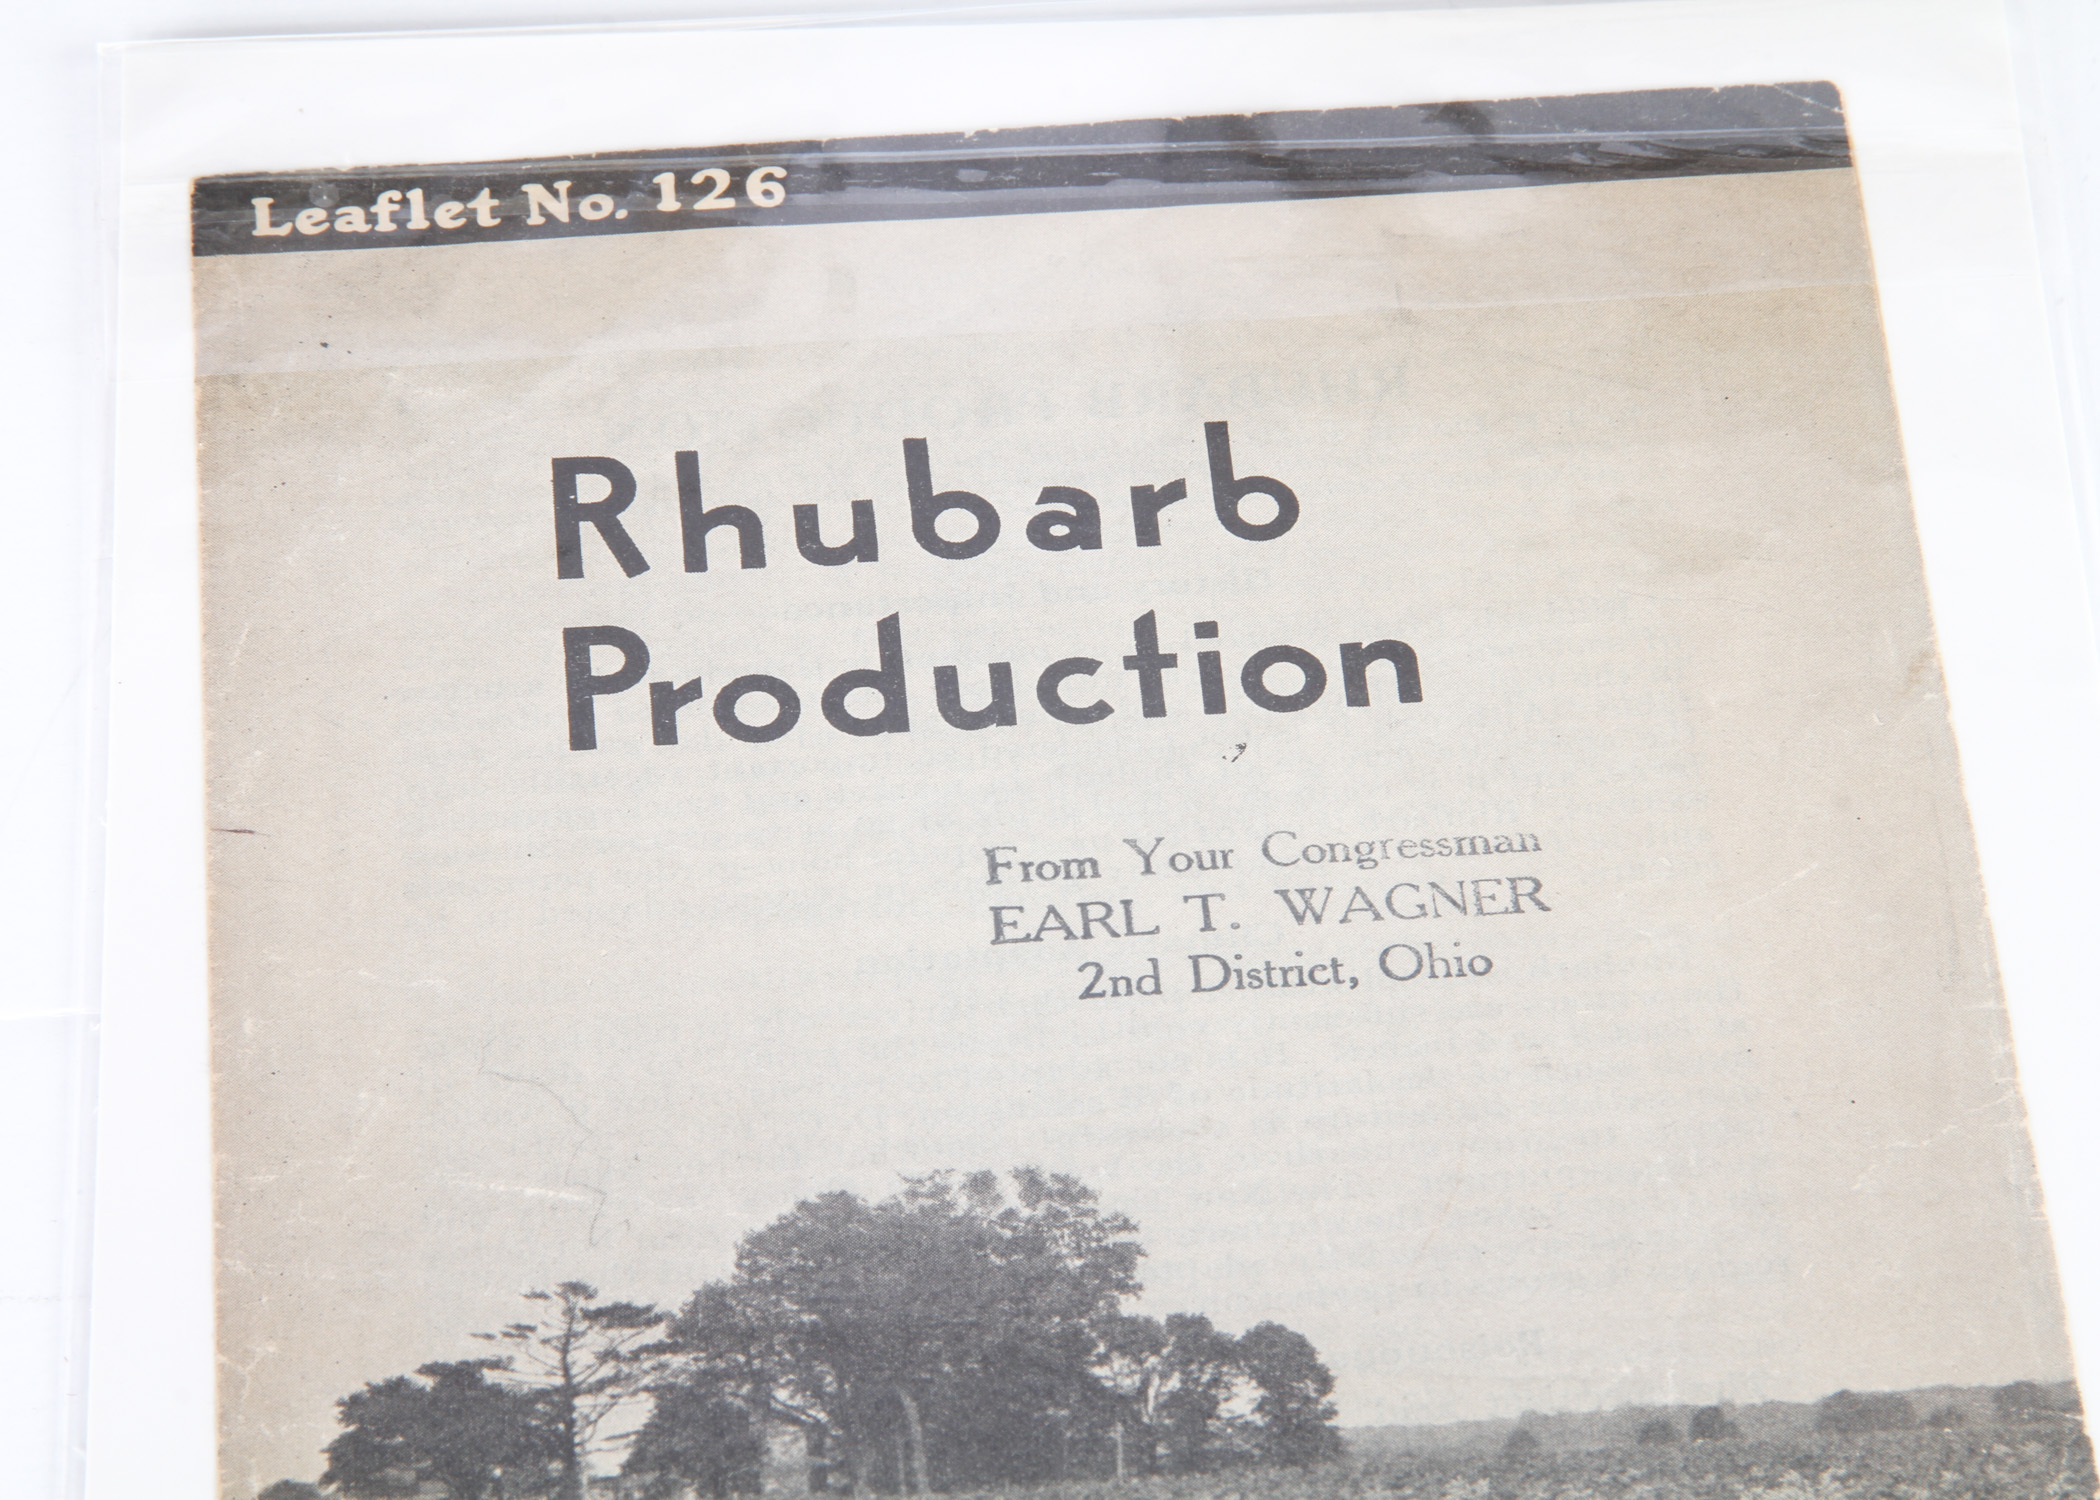 Leaflet No. 126
Rhubarb
Production
From Your Congressman
EARL T. WAGNER
2nd District, Ohio